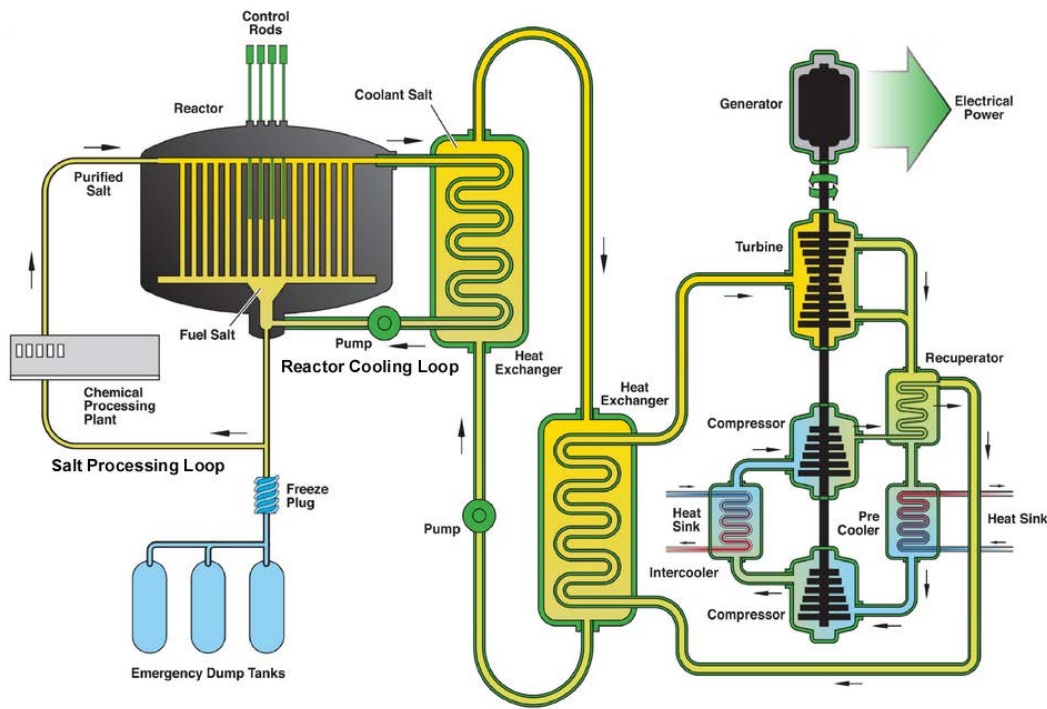 Control
Rods
Reactor
Coolant Salt
Generator
Electrical
Power
Purified
Salt
Turbine
Fuel Salt
Pump
Heat
Exchanger
Reactor Cooling Loop
Recuperator
Chemical
Processing
Plant
Heat
Exchanger
Compressor
Salt Processing Loop
Freeze
Plug
Pump
Heat
Sink
Pre
Cooler
Heat Sink
Intercooler
Compressor
Emergency Dump Tanks